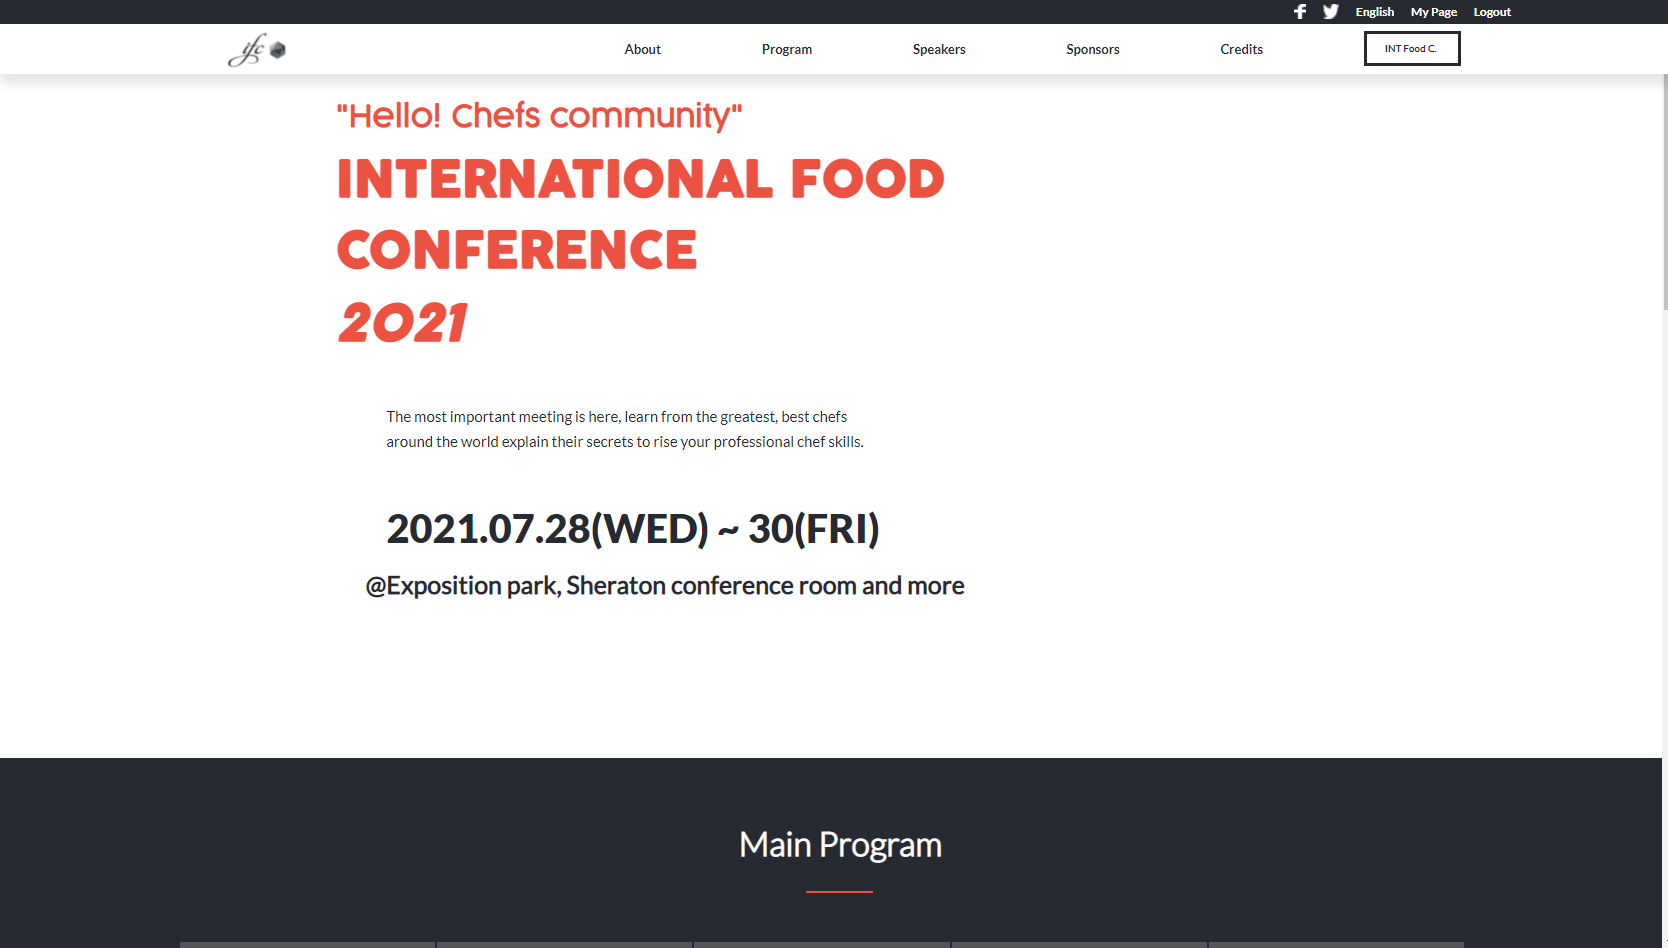 English My Page Logout
ifc
About Program Speakers Sponsors Credits INT Food C.
"Hello! Chefs community"
INTERNATIONAL FOOD
CONFERENCE
2021
The most important meeting is here, learn from the greatest, best chefs
around the world explain their secrets to rise your professional chef skills.
2021.07.28(WED) ~ 30(FRI)
@Exposition park, Sheraton conference room and more
Main Program